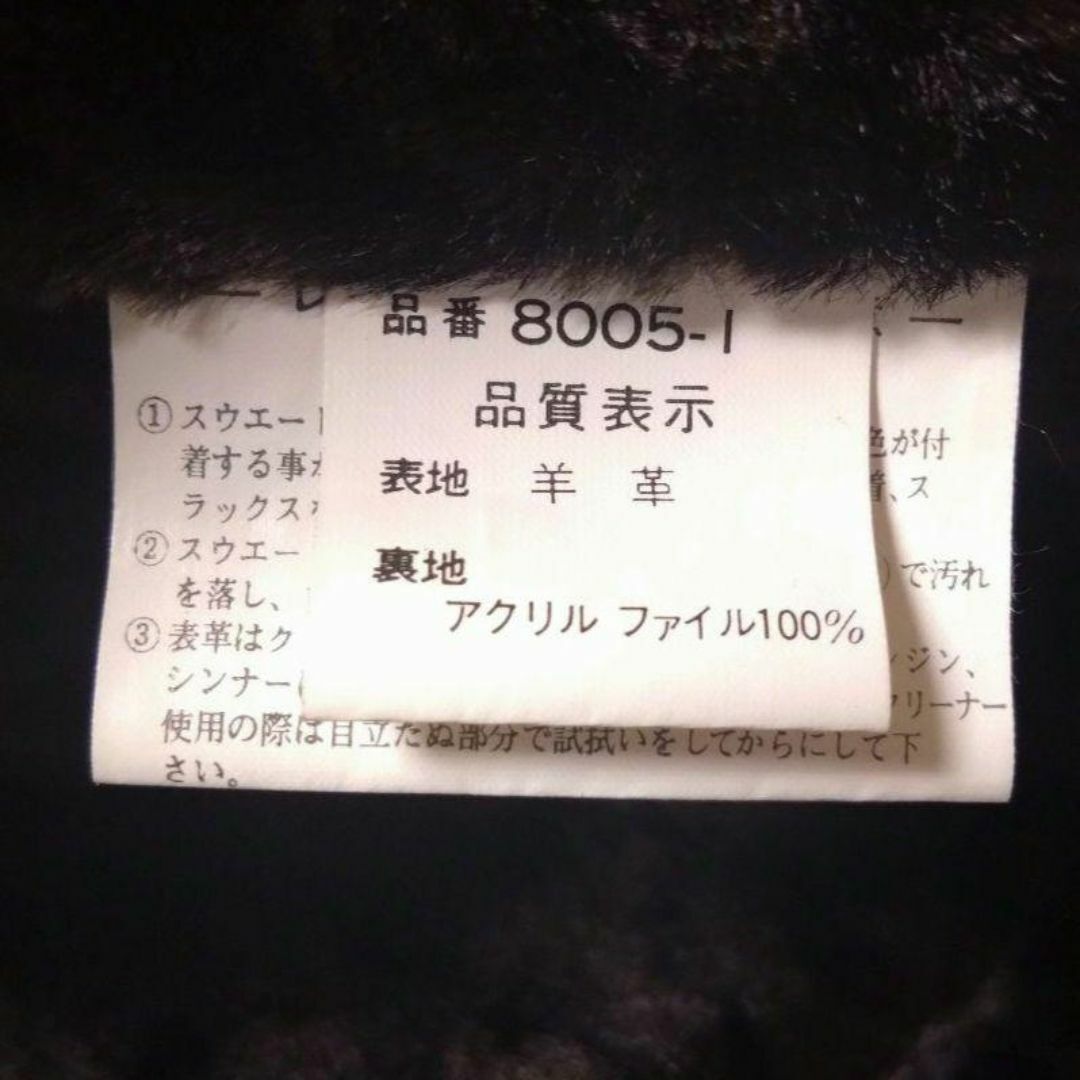 品番 8005-1
品質表示
表地 羊 革
裏地
アクリル ファイル100%
① スウエー
着する事
ラックス
② スウエー
を落し、
③ 表革はク
シンナー
色が付
着、ス
で汚れ
ジン、
クリーナー
使用の際は目立たぬ部分で試拭いをしてからにして下
さい。